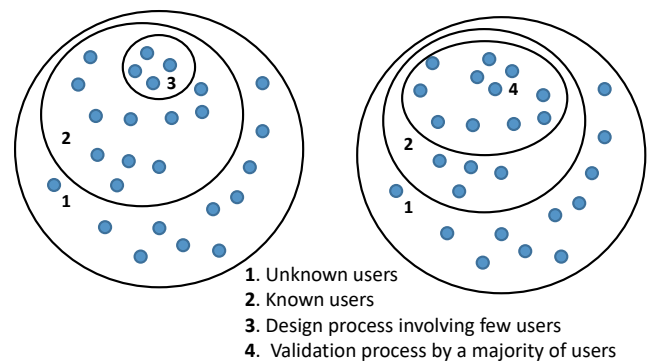 3
4
2
2
1
1
1. Unknown users
2. Known users
3. Design process involving few users
4. Validation process by a majority of users